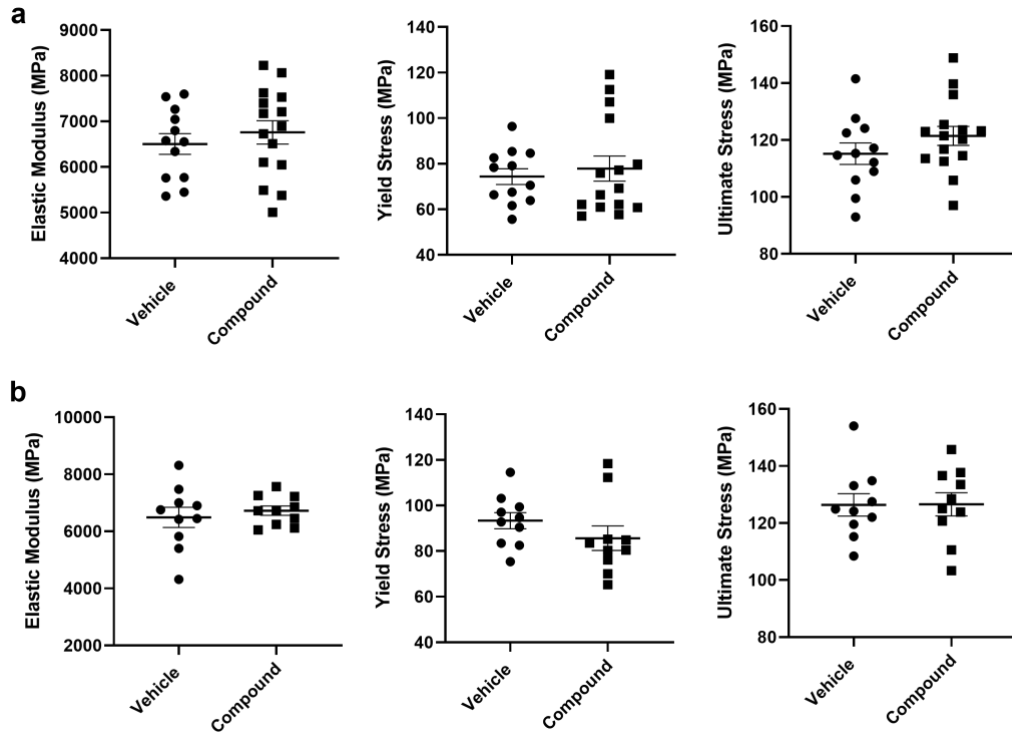 a
Elastic Modulus (MPa)
9000
8000
7000
6000
5000
4000
Vehicle
Compound
Yield Stress (MPa)
140
120
100
80
60
40
Vehicle
Compound
Ultimate Stress (MPa)
160
140
120
100
80
Vehicle
Compound
b
Elastic Modulus (MPa)
10000
8000
6000
4000
2000
Vehicle
Compound
Yield Stress (MPa)
140
120
100
80
60
40
Vehicle
Compound
Ultimate Stress (MPa)
160
140
120
100
80
Vehicle
Compound